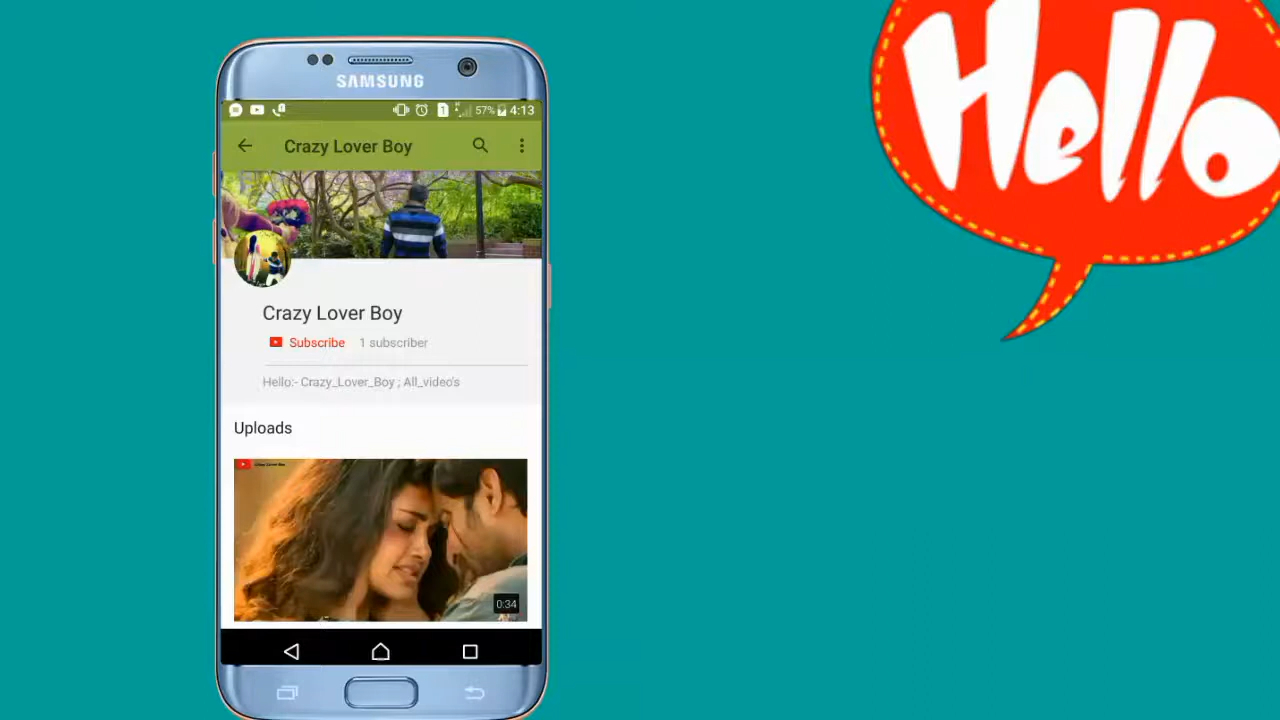 Hello
SAMSUNG
57% 4:13
Crazy Lover Boy
Crazy Lover Boy
Subscribe 1 subscriber
Hello:- Crazy_Lover_Boy ; All_video's
Uploads
0:34